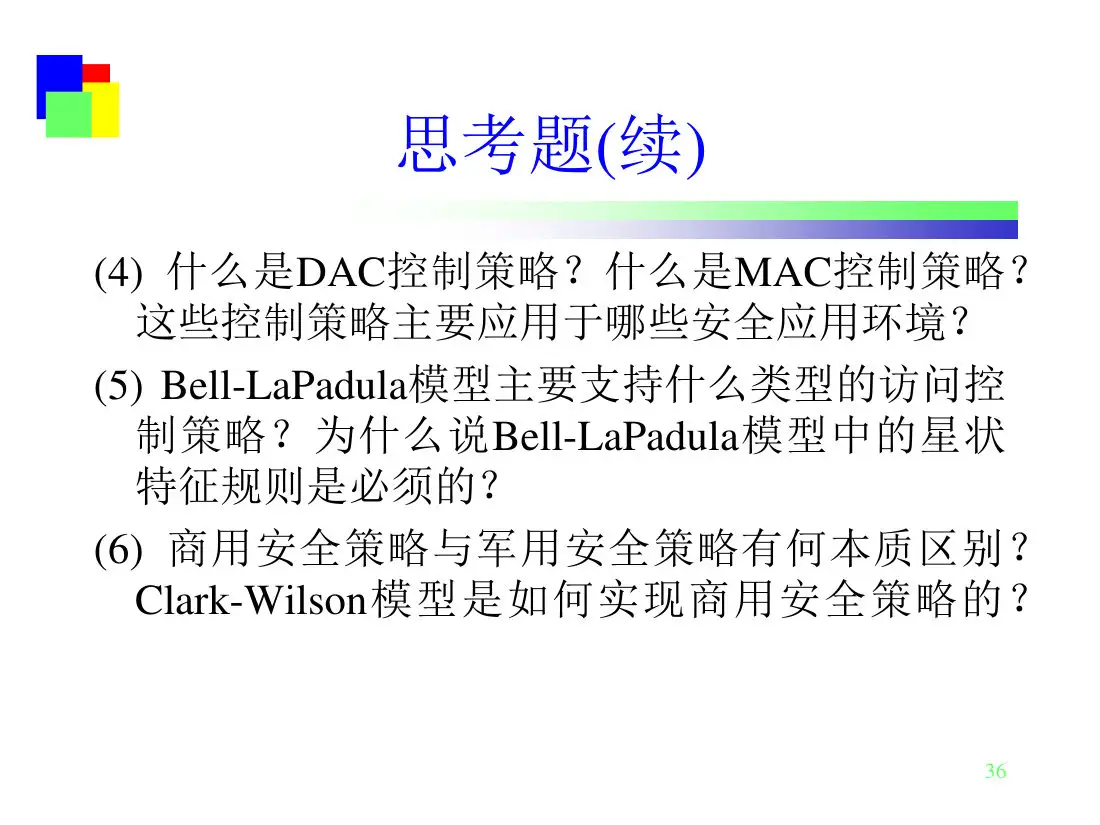 思考题(续)
(4) 什么是DAC控制策略？什么是MAC控制策略？
这些控制策略主要应用于哪些安全应用环境？
(5) Bell-LaPadula模型主要支持什么类型的访问控
制策略？为什么说Bell-LaPadula模型中的星状
特征规则是必须的？
(6) 商用安全策略与军用安全策略有何本质区别？
Clark-Wilson模型是如何实现商用安全策略的？
36